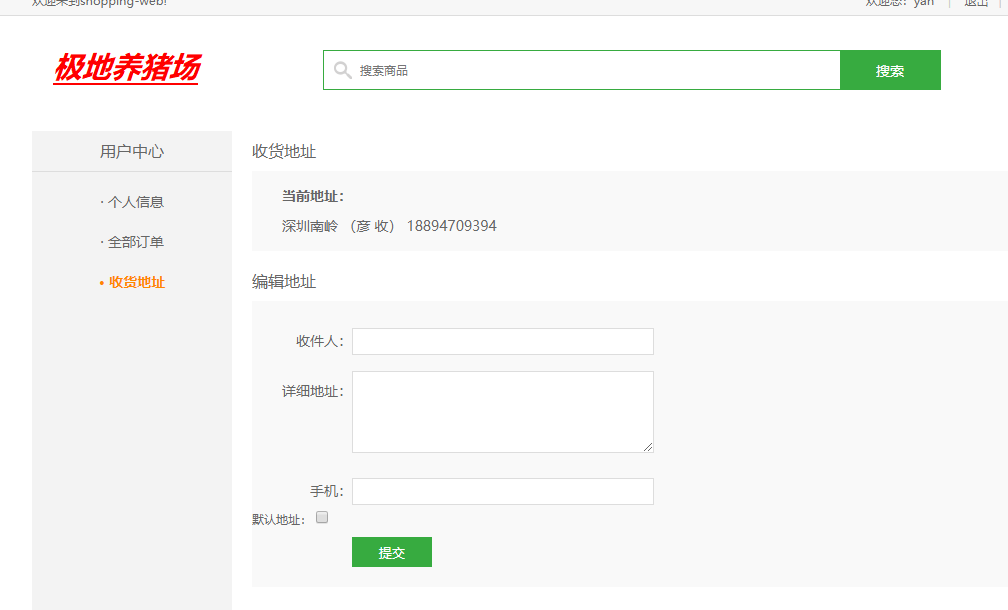 欢迎来到shopping-web!
欢迎您：yan | 退出 |
极地养猪场
搜索商品
搜索
用户中心
· 个人信息
· 全部订单
• 收货地址
收货地址
当前地址：
深圳南岭 （彦 收） 18894709394
编辑地址
收件人：
详细地址：
手机：
默认地址：
提交